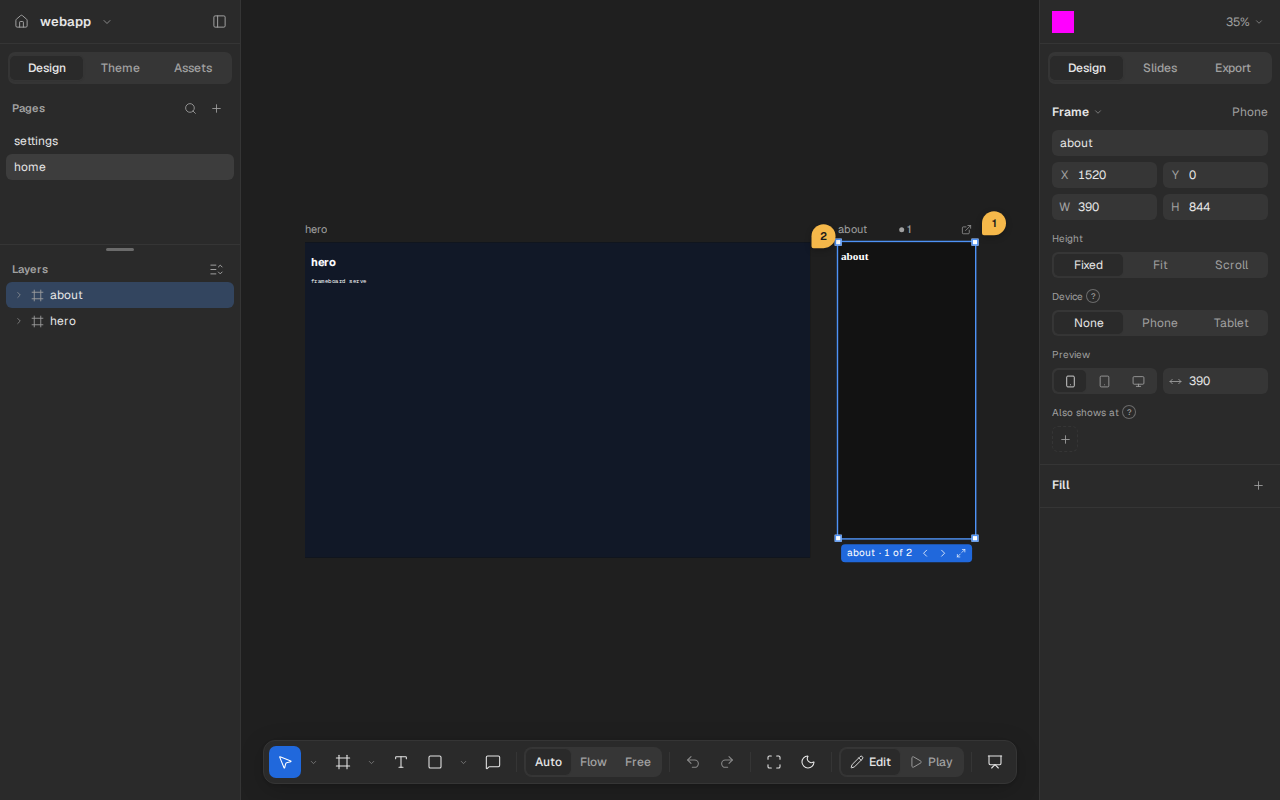 webapp
Design Theme Assets
Pages
settings
home
Layers
about
hero
hero
hero
frameboard serve
2
about 1
1
about
about · 1 of 2
Auto Flow Free
Edit Play
35%
Design Slides Export
Frame Phone
about
X 1520 Y 0
W 390 H 844
Height
Fixed Fit Scroll
Device ?
None Phone Tablet
Preview
390
Also shows at ?
Fill